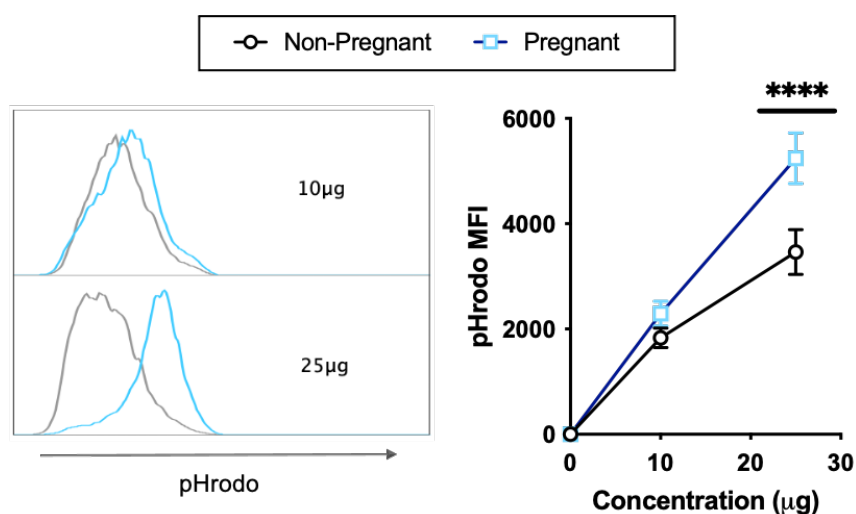 Non-Pregnant Pregnant
10µg
25µg
pHrodo
****
6000
4000
2000
0
pHrodo MFI
0 10 20 30
Concentration (µg)